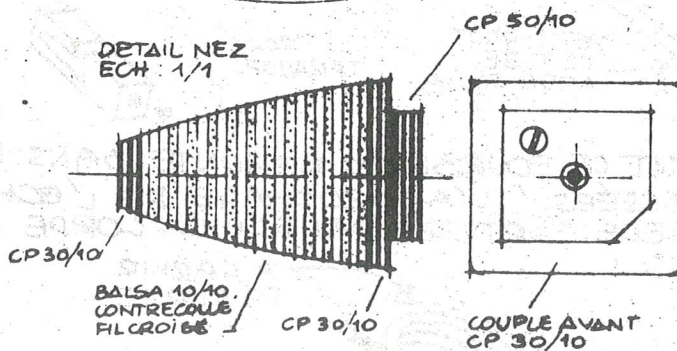 CP 50/10
DETAIL NEZ
ECH : 1/1
CP 30/10
BALSA 10/10.
CONTRECOLLE
FIL CROISÉ
CP 30/10
COUPLE AVANT
CP 30/10